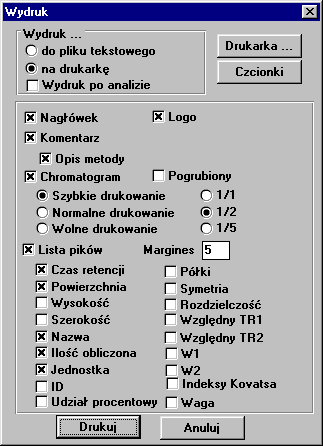 Wydruk
Wydruk ...
do pliku tekstowego
na drukarkę
Wydruk po analizie
Drukarka ...
Czcionki
Nagłówek
Logo
Komentarz
Opis metody
Chromatogram
Pogrubiony
Szybkie drukowanie
1/1
Normalne drukowanie
1/2
Wolne drukowanie
1/5
Lista pików
Margines 5
Czas retencji
Półki
Powierzchnia
Symetria
Wysokość
Rozdzielczość
Szerokość
Względny TR1
Nazwa
Względny TR2
Ilość obliczona
W1
Jednostka
W2
ID
Indeksy Kovatsa
Udział procentowy
Waga
Drukuj
Anuluj